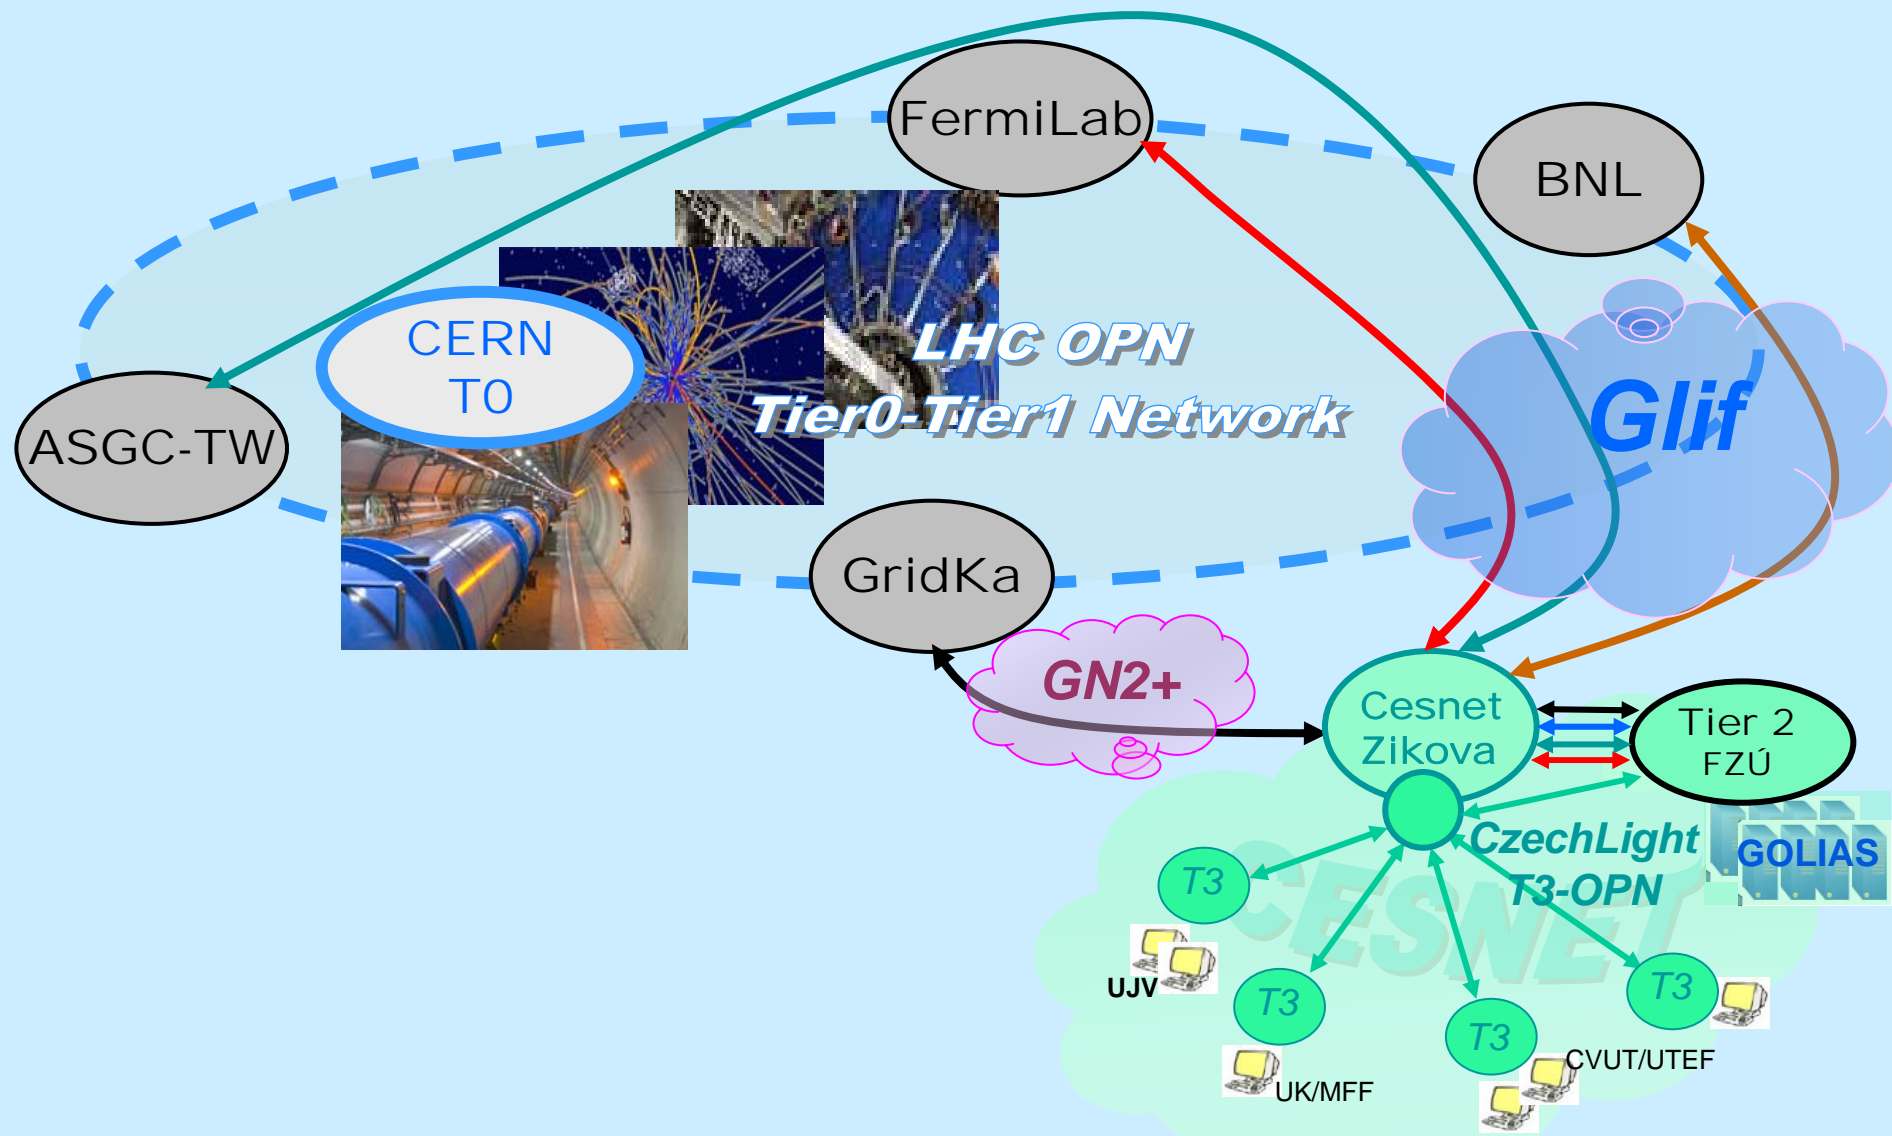 FermiLab
BNL
CERN
T0
LHC OPN
Tier0-Tier1 Network
Glif
ASGC-TW
GridKa
GN2+
Cesnet
Zikova
Tier 2
FZÚ
CzechLight
T3-OPN
GOLIAS
CESNET
T3
UJV
T3
UK/MFF
T3
T3
CVUT/UTEF